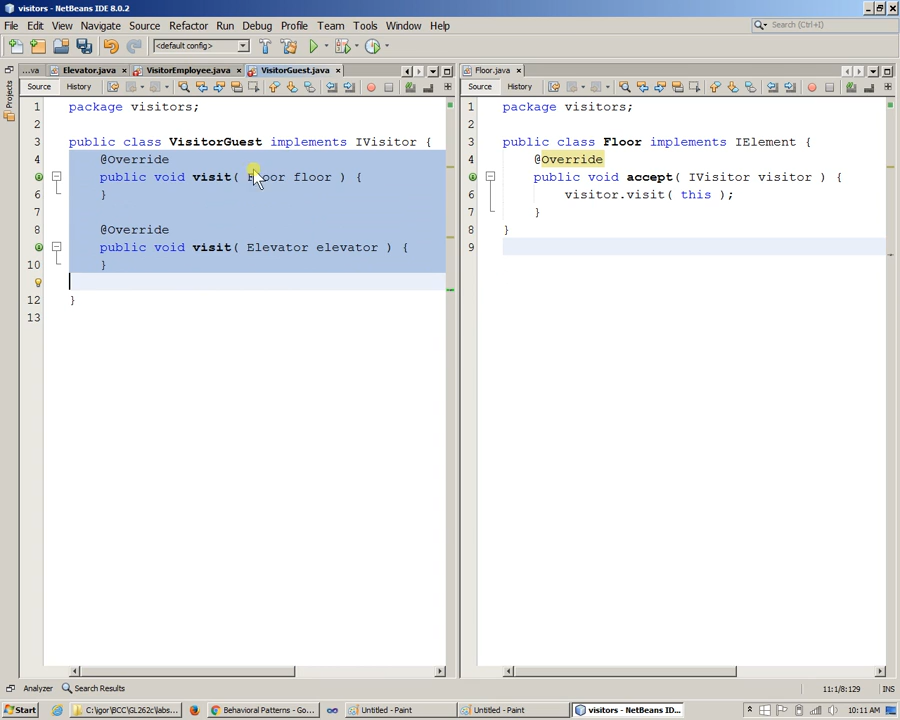 visitors - NetBeans IDE 8.0.2
File Edit View Navigate Source Refactor Run Debug Profile Team Tools Window Help
<default config>
Search (Ctrl+I)
...va Elevator.java VisitorEmployee.java VisitorGuest.java
Floor.java
Projects
Source History
Source History
1 package visitors;
2
3 public class VisitorGuest implements IVisitor {
4 @Override
public void visit( Floor floor ) {
6 }
7
8 @Override
public void visit( Elevator elevator ) {
10 }
12 }
13
1 package visitors;
2
3 public class Floor implements IElement {
4 @Override
public void accept( IVisitor visitor ) {
6 visitor.visit( this );
7 }
8 }
9
Analyzer Search Results
11:1/8:129 INS
Start C:\igor\BCC\GL262c\labs... Behavioral Patterns - Go... Untitled - Paint Untitled - Paint visitors - NetBeans ID... 10:11 AM